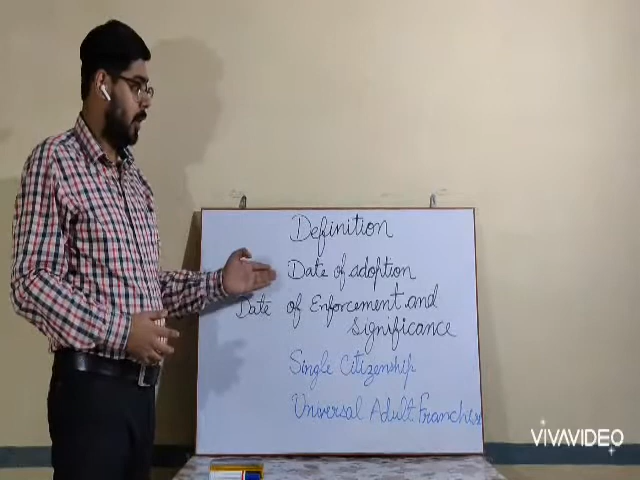 Definition
Date of adoption
Date of Enforcement and
significance
Single Citizenship
Universal Adult Franchise
VIVAVIDEO